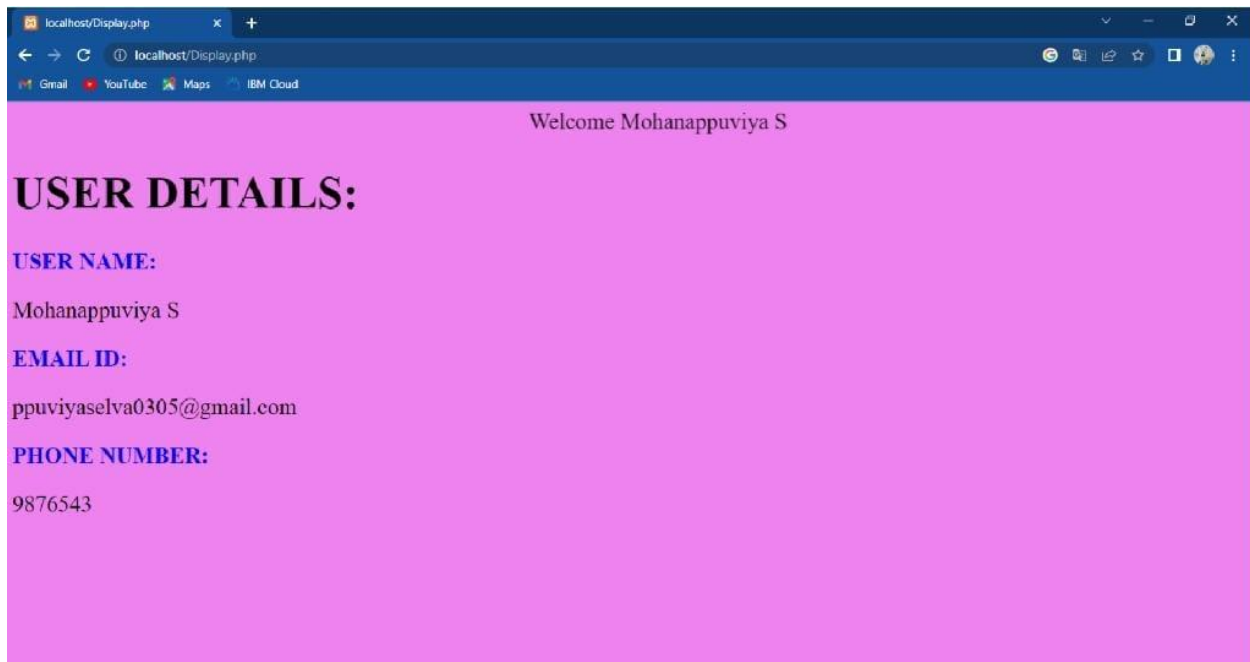 localhost/Display.php
localhost/Display.php
Gmail YouTube Maps IBM Cloud
Welcome Mohanappuviya S
USER DETAILS:
USER NAME:
Mohanappuviya S
EMAIL ID:
ppuviyaselva0305@gmail.com
PHONE NUMBER:
9876543